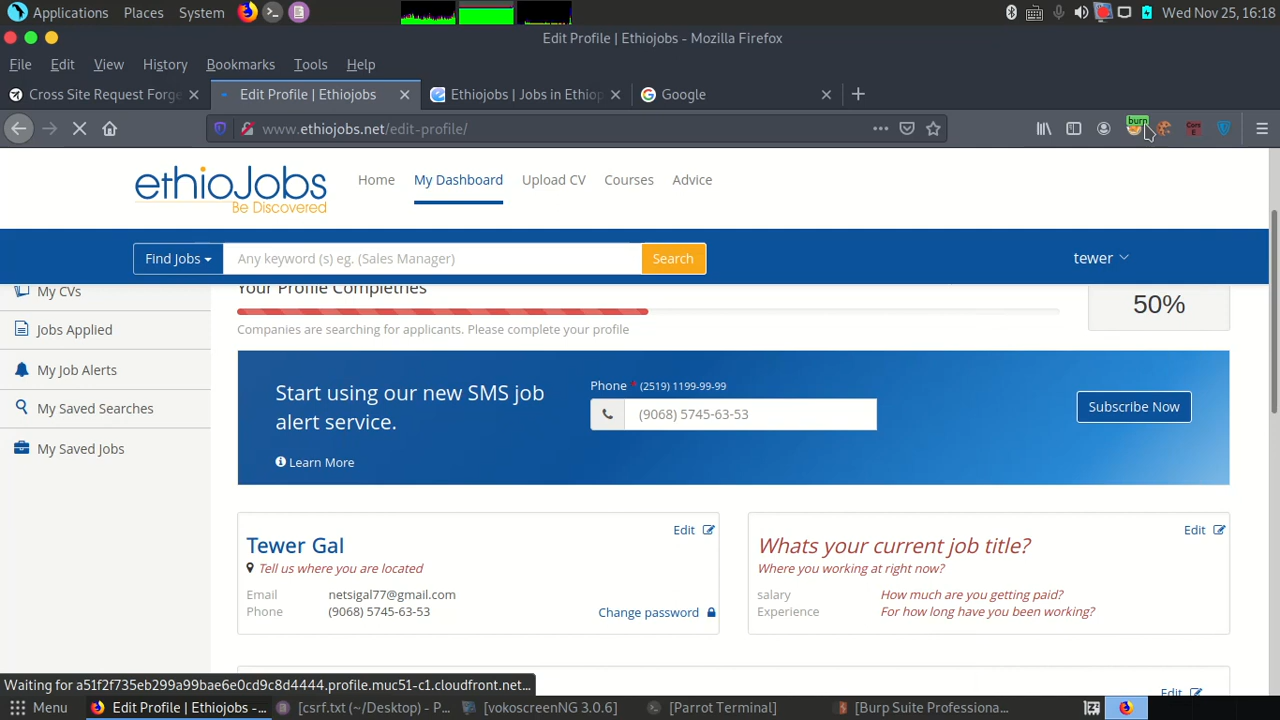 Applications Places System Wed Nov 25, 16:18
Edit Profile | Ethiojobs - Mozilla Firefox
File Edit View History Bookmarks Tools Help
Cross Site Request Forge Edit Profile | Ethiojobs Ethiojobs | Jobs in Ethiop Google
www.ethiojobs.net/edit-profile/
burp
ethioJobs
Be Discovered
Home My Dashboard Upload CV Courses Advice
Find Jobs Any keyword (s) eg. (Sales Manager) Search tewer
My CVs
Jobs Applied
My Job Alerts
My Saved Searches
My Saved Jobs
Your Profile Completnes
50%
Companies are searching for applicants. Please complete your profile
Start using our new SMS job
alert service.
Learn More
Phone * (2519) 1199-99-99
(9068) 5745-63-53
Subscribe Now
Edit
Tewer Gal
Tell us where you are located
Email netsigal77@gmail.com
Phone (9068) 5745-63-53
Change password
Edit
Whats your current job title?
Where you working at right now?
salary How much are you getting paid?
Experience For how long have you been working?
Edit
Waiting for a51f2f735eb299a99bae6e0cd9c8d4444.profile.muc51-c1.cloudfront.net...
Menu Edit Profile | Ethiojobs -... [csrf.txt (~/Desktop) - P... [vokoscreenNG 3.0.6] [Parrot Terminal] [Burp Suite Professiona...